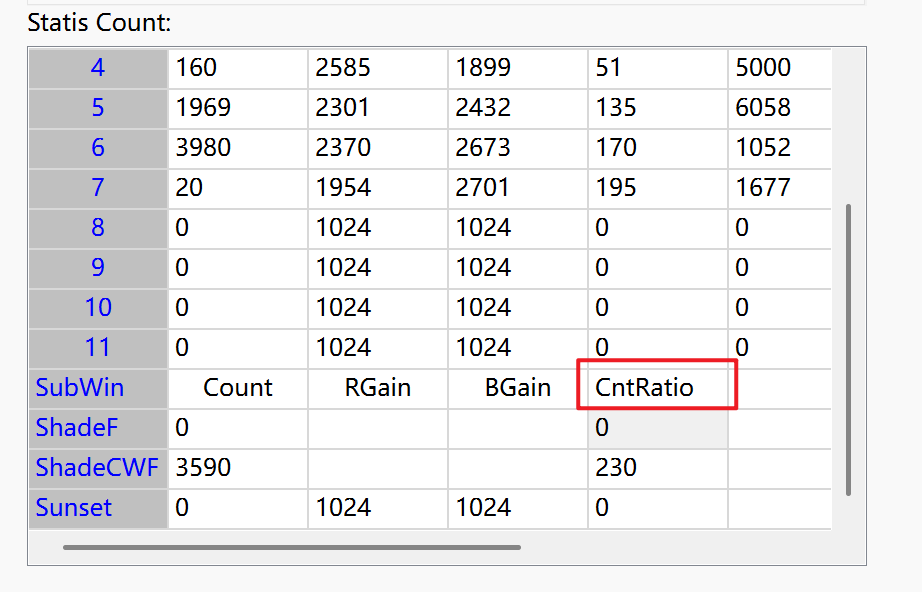 Statis Count:
4 160 2585 1899 51 5000
5 1969 2301 2432 135 6058
6 3980 2370 2673 170 1052
7 20 1954 2701 195 1677
8 0 1024 1024 0 0
9 0 1024 1024 0 0
10 0 1024 1024 0 0
11 0 1024 1024 0 0
SubWin Count RGain BGain CntRatio
ShadeF 0 0
ShadeCWF 3590 230
Sunset 0 1024 1024 0